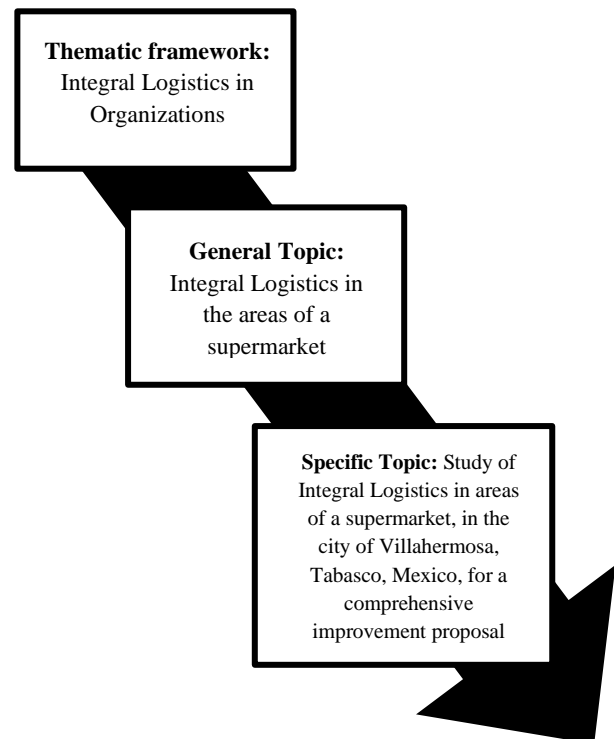 Thematic framework:
Integral Logistics in
Organizations
General Topic:
Integral Logistics in
the areas of a
supermarket
Specific Topic: Study of
Integral Logistics in areas
of a supermarket, in the
city of Villahermosa,
Tabasco, Mexico, for a
comprehensive
improvement proposal